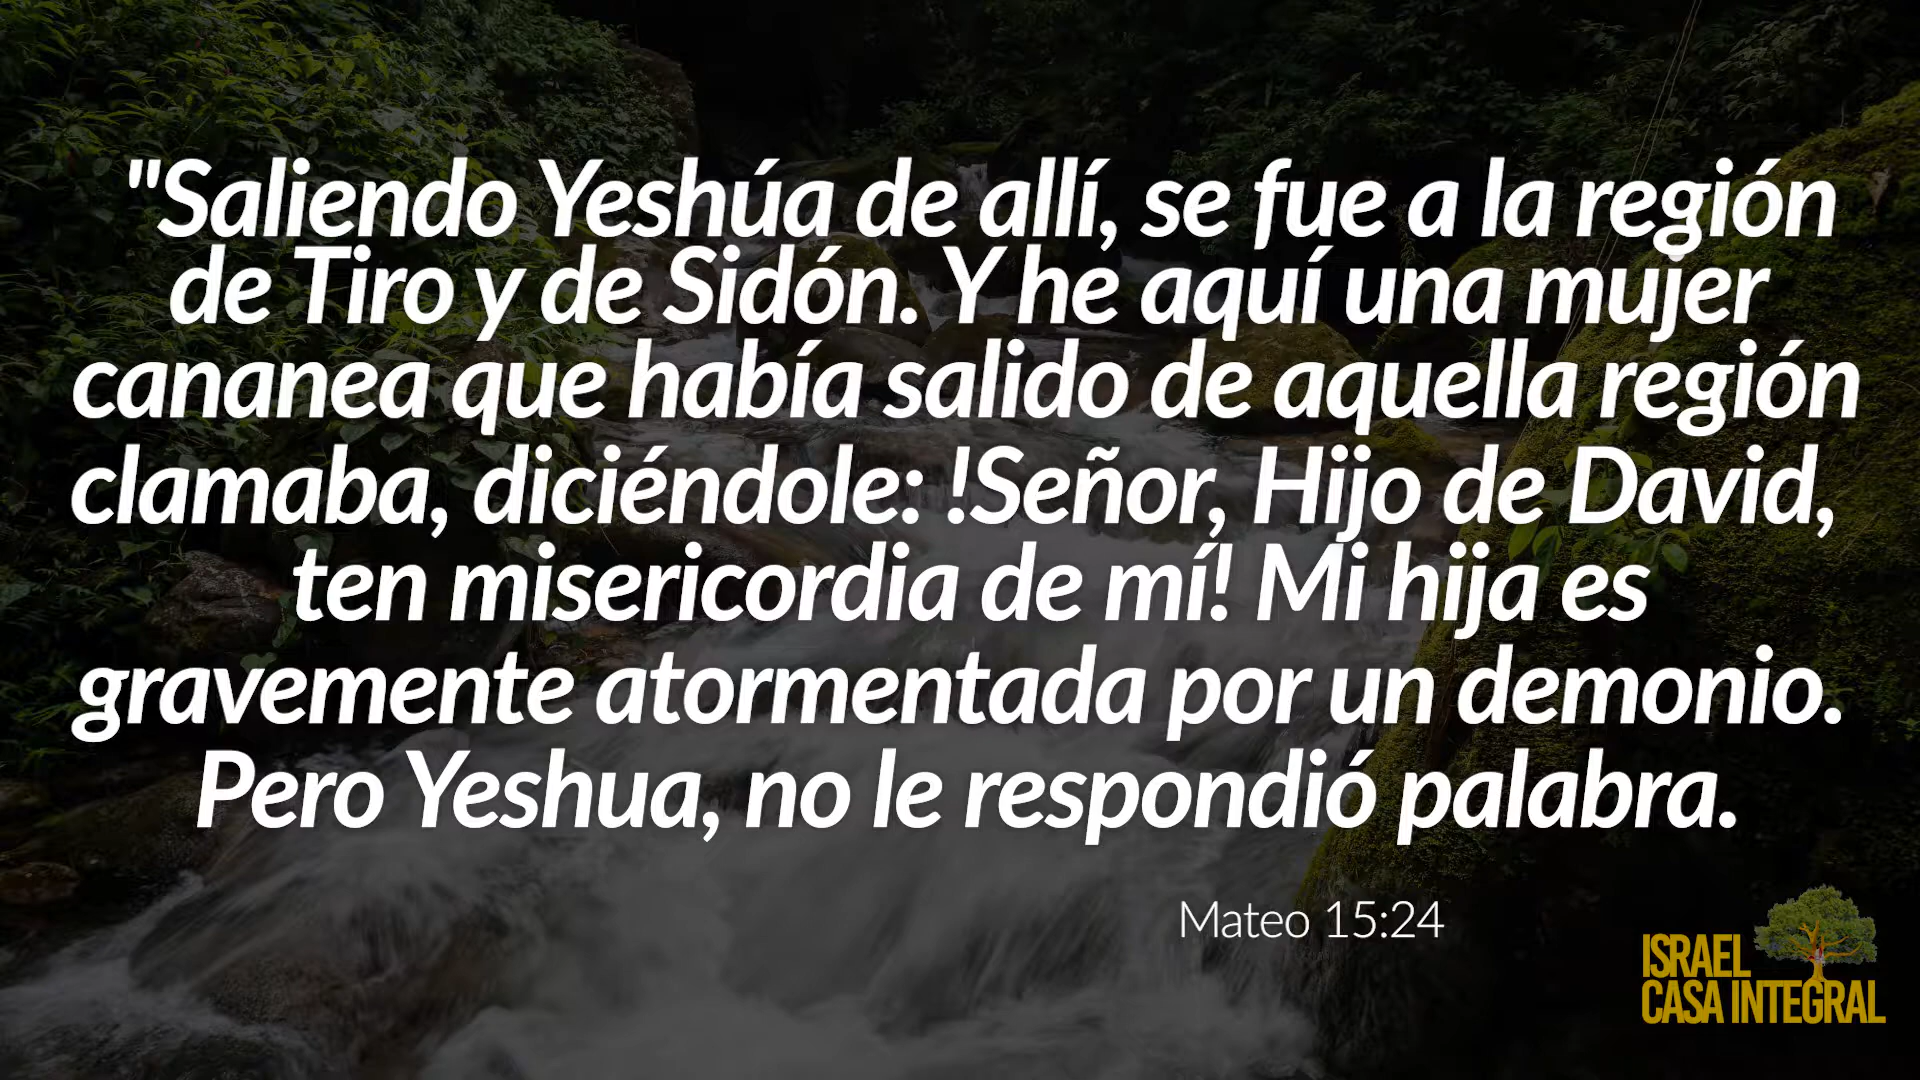 "Saliendo Yeshúa de allí, se fue a la región
de Tiro y de Sidón. Y he aquí una mujer
cananea que había salido de aquella región
clamaba, diciéndole: !Señor, Hijo de David,
ten misericordia de mí! Mi hija es
gravemente atormentada por un demonio.
Pero Yeshua, no le respondió palabra.
Mateo 15:24
ISRAEL
CASA INTEGRAL